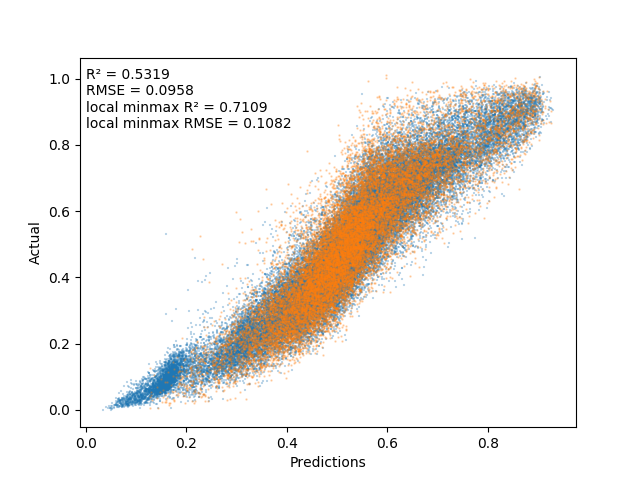 R² = 0.5319
RMSE = 0.0958
local minmax R² = 0.7109
local minmax RMSE = 0.1082
1.0
0.8
0.6
0.4
0.2
0.0
Actual
0.0 0.2 0.4 0.6 0.8
Predictions